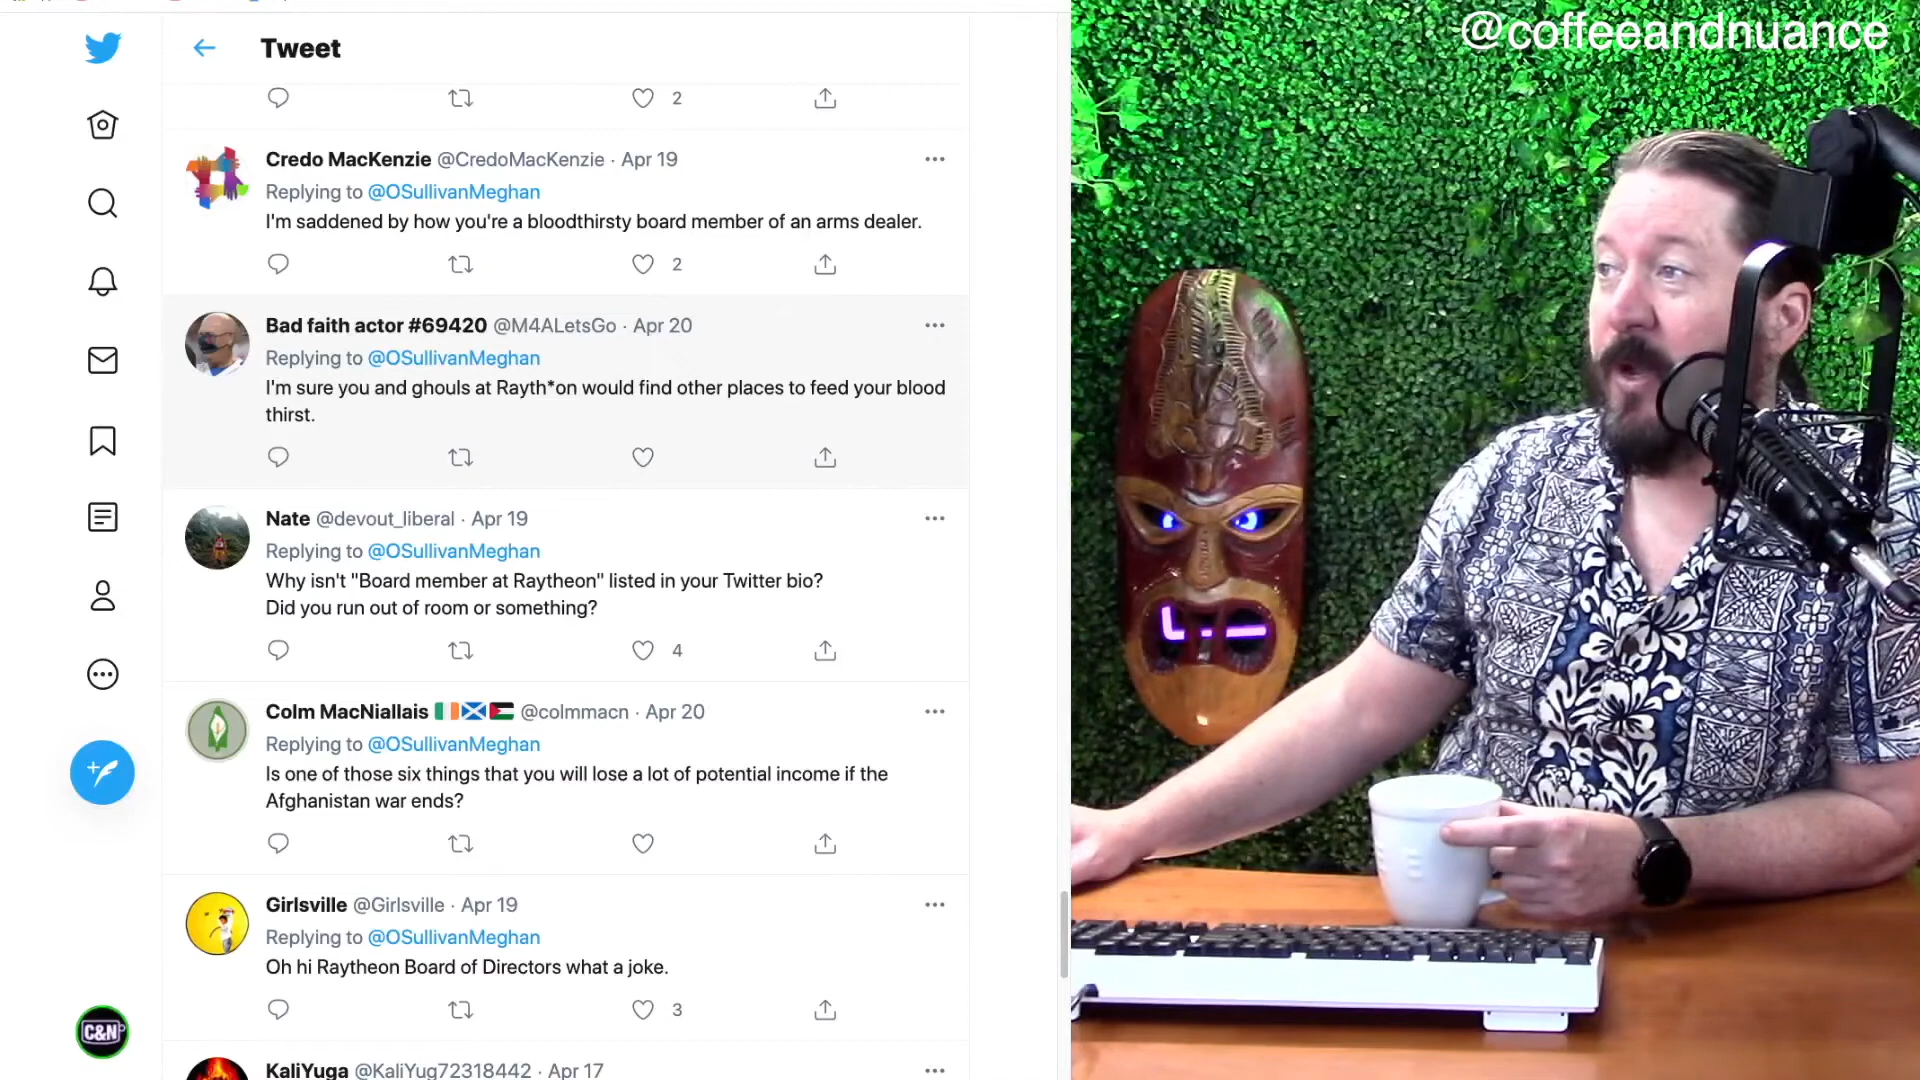 @coffeeandnuance
Tweet
2
Credo MacKenzie @CredoMacKenzie · Apr 19
Replying to @OSullivanMeghan
I'm saddened by how you're a bloodthirsty board member of an arms dealer.
2
Bad faith actor #69420 @M4ALetsGo · Apr 20
Replying to @OSullivanMeghan
I'm sure you and ghouls at Rayth*on would find other places to feed your blood
thirst.
Nate @devout_liberal · Apr 19
Replying to @OSullivanMeghan
Why isn't "Board member at Raytheon" listed in your Twitter bio?
Did you run out of room or something?
4
Colm MacNiallais 🇮🇪🏴󠁧󠁢󠁳󠁣󠁴󠁿🇵🇸 @colmmacn · Apr 20
Replying to @OSullivanMeghan
Is one of those six things that you will lose a lot of potential income if the
Afghanistan war ends?
Girlsville @Girlsville · Apr 19
Replying to @OSullivanMeghan
Oh hi Raytheon Board of Directors what a joke.
3
C&N
KaliYuga @KaliYug72318442 · Apr 17